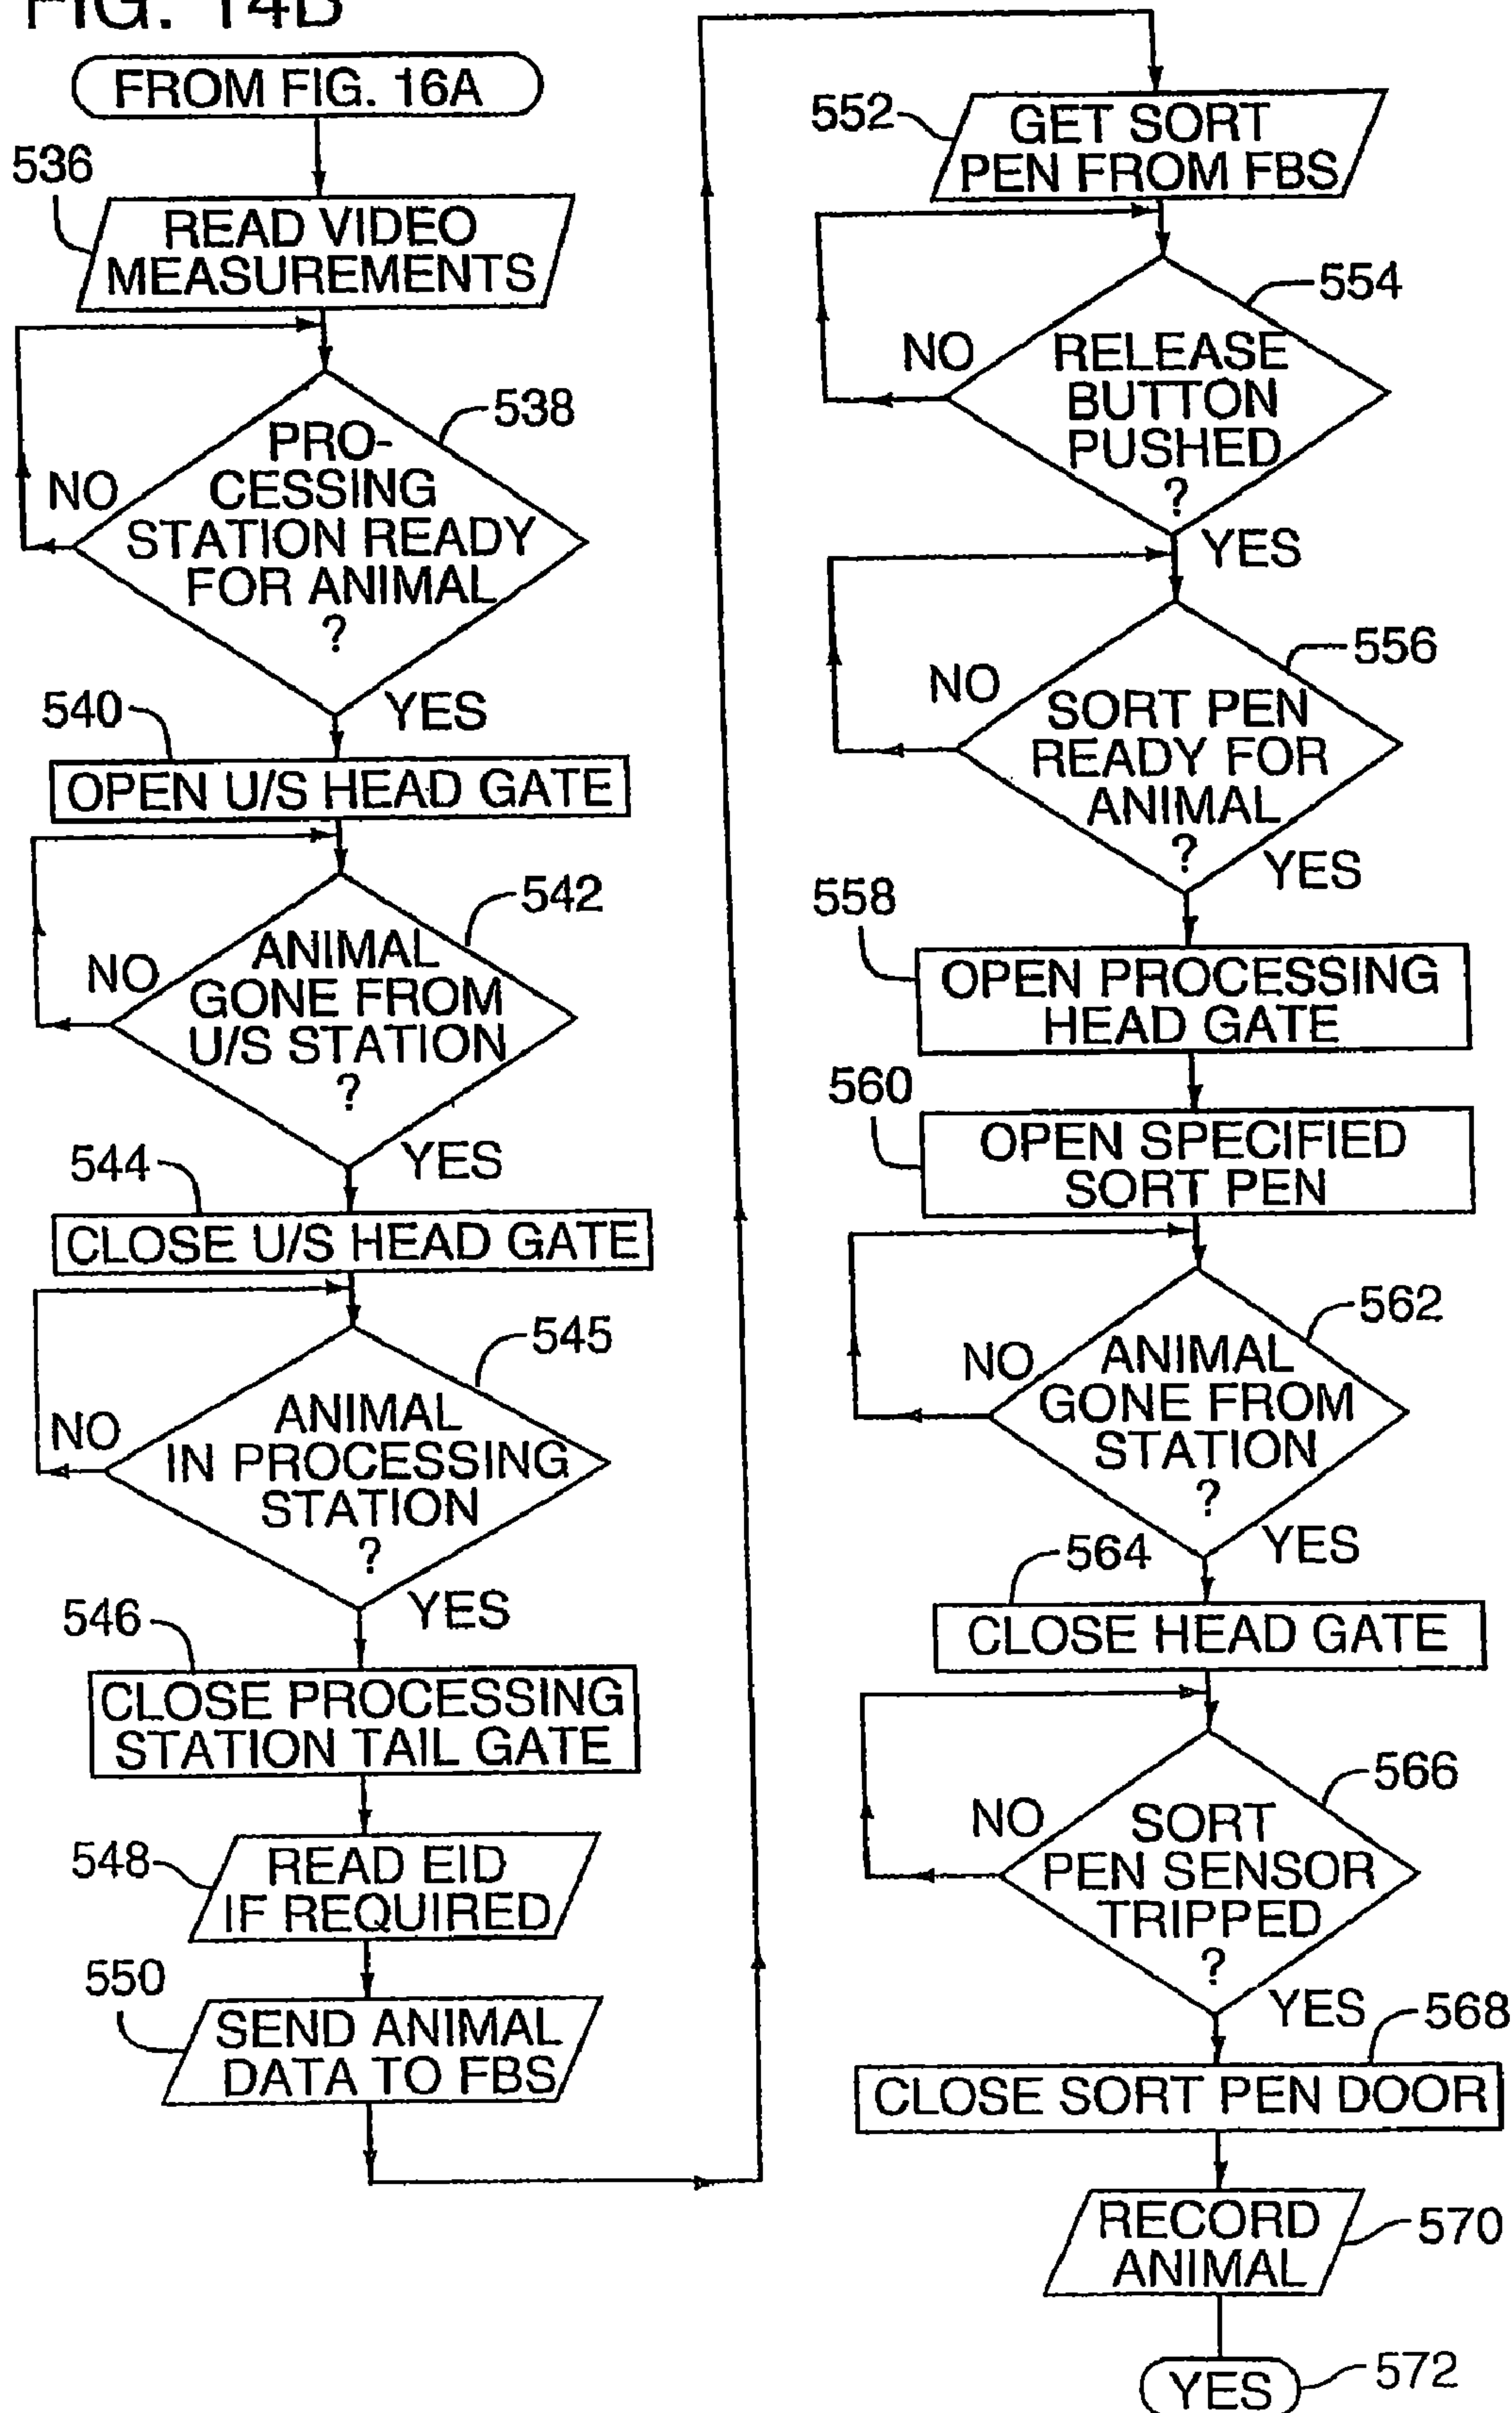 FIG. 14B
FROM FIG. 16A
536
READ VIDEO
MEASUREMENTS
538
PRO-
CESSING
STATION READY
FOR ANIMAL
?
NO
YES
540
OPEN U/S HEAD GATE
542
ANIMAL
GONE FROM
U/S STATION
?
NO
YES
544
CLOSE U/S HEAD GATE
545
ANIMAL
IN PROCESSING
STATION
?
NO
YES
546
CLOSE PROCESSING
STATION TAIL GATE
548
READ EID
IF REQUIRED
550
SEND ANIMAL
DATA TO FBS
552
GET SORT
PEN FROM FBS
554
RELEASE
BUTTON
PUSHED
?
NO
YES
556
SORT PEN
READY FOR
ANIMAL
?
NO
YES
558
OPEN PROCESSING
HEAD GATE
560
OPEN SPECIFIED
SORT PEN
562
ANIMAL
GONE FROM
STATION
?
NO
YES
564
CLOSE HEAD GATE
566
SORT
PEN SENSOR
TRIPPED
?
NO
YES
568
CLOSE SORT PEN DOOR
570
RECORD
ANIMAL
YES
572